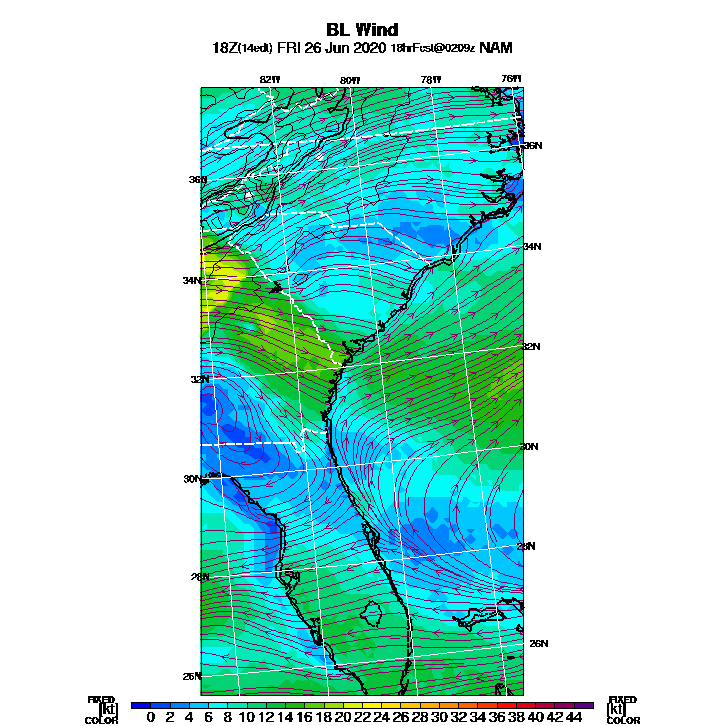 BL Wind
18Z(14edt) FRI 26 Jun 2020 18hrFcst@0209z NAM
82W 80W 78W 76W
36N
36N
34N
34N
32N
32N
30N
30N
28N
28N
26N
26N
FIXED FIXED
[kt] 0 2 4 6 8 10 12 14 16 18 20 22 24 26 28 30 32 34 36 38 40 42 44 [kt]
COLOR COLOR